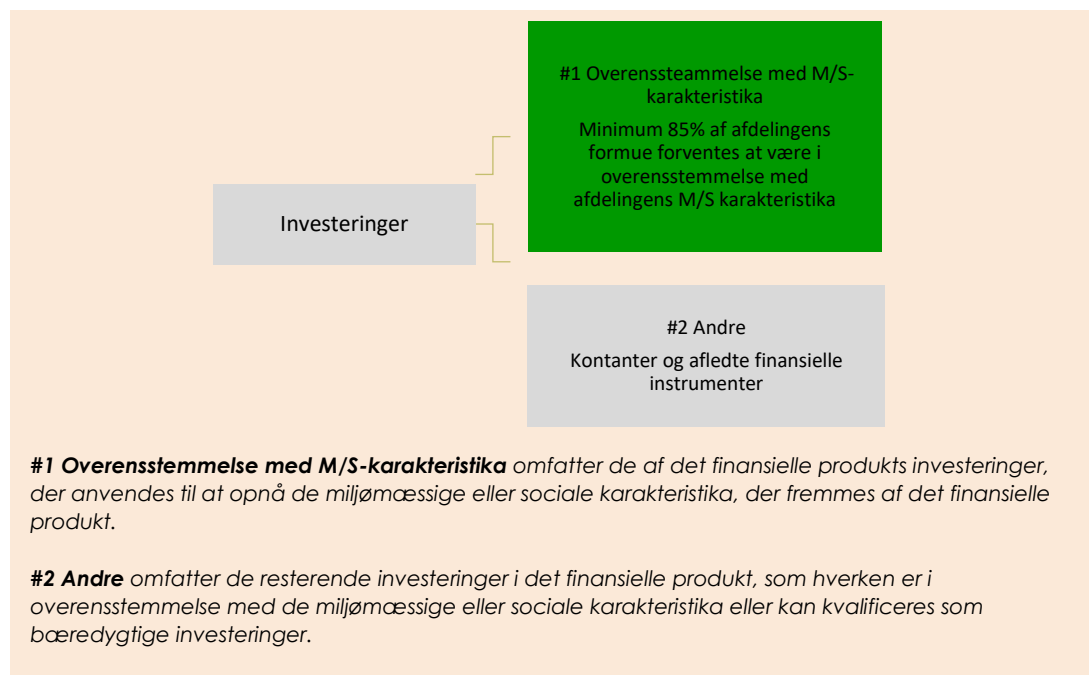 #1 Overenssteammelse med M/S-
karakteristika
Minimum 85% af afdelingens
formue forventes at være i
overensstemmelse med
afdelingens M/S karakteristika
Investeringer
#2 Andre
Kontanter og afledte finansielle
instrumenter
#1 Overensstemmelse med M/S-karakteristika omfatter de af det finansielle produkts investeringer,
der anvendes til at opnå de miljømæssige eller sociale karakteristika, der fremmes af det finansielle
produkt.
#2 Andre omfatter de resterende investeringer i det finansielle produkt, som hverken er i
overensstemmelse med de miljømæssige eller sociale karakteristika eller kan kvalificeres som
bæredygtige investeringer.